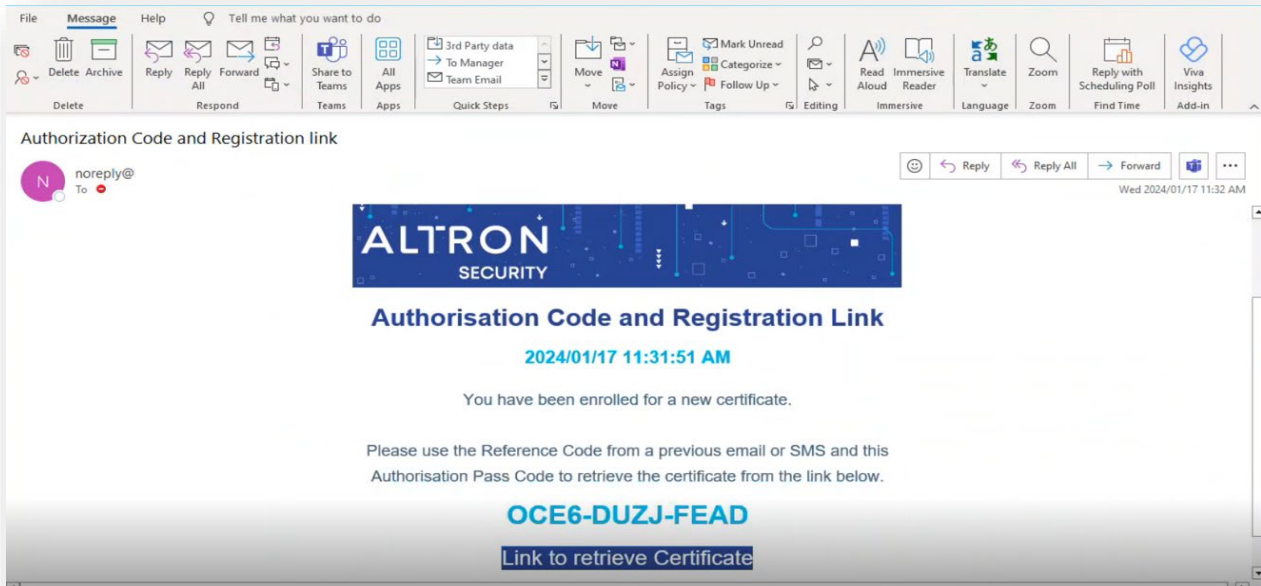 File Message Help Tell me what you want to do
Delete Archive
Reply Reply All Forward
Share to Teams
All Apps
3rd Party data
To Manager
Team Email
Move
Assign Policy
Mark Unread
Categorize
Follow Up
Read Aloud Immersive Reader
Translate
Zoom
Reply with Scheduling Poll
Viva Insights
Delete Respond Teams Apps Quick Steps Move Tags Editing Immersive Language Zoom Find Time Add-in
Authorization Code and Registration link
N
noreply@
To
Reply Reply All Forward
Wed 2024/01/17 11:32 AM
ALTRON
SECURITY
Authorisation Code and Registration Link
2024/01/17 11:31:51 AM
You have been enrolled for a new certificate.
Please use the Reference Code from a previous email or SMS and this
Authorisation Pass Code to retrieve the certificate from the link below.
OCE6-DUZJ-FEAD
Link to retrieve Certificate